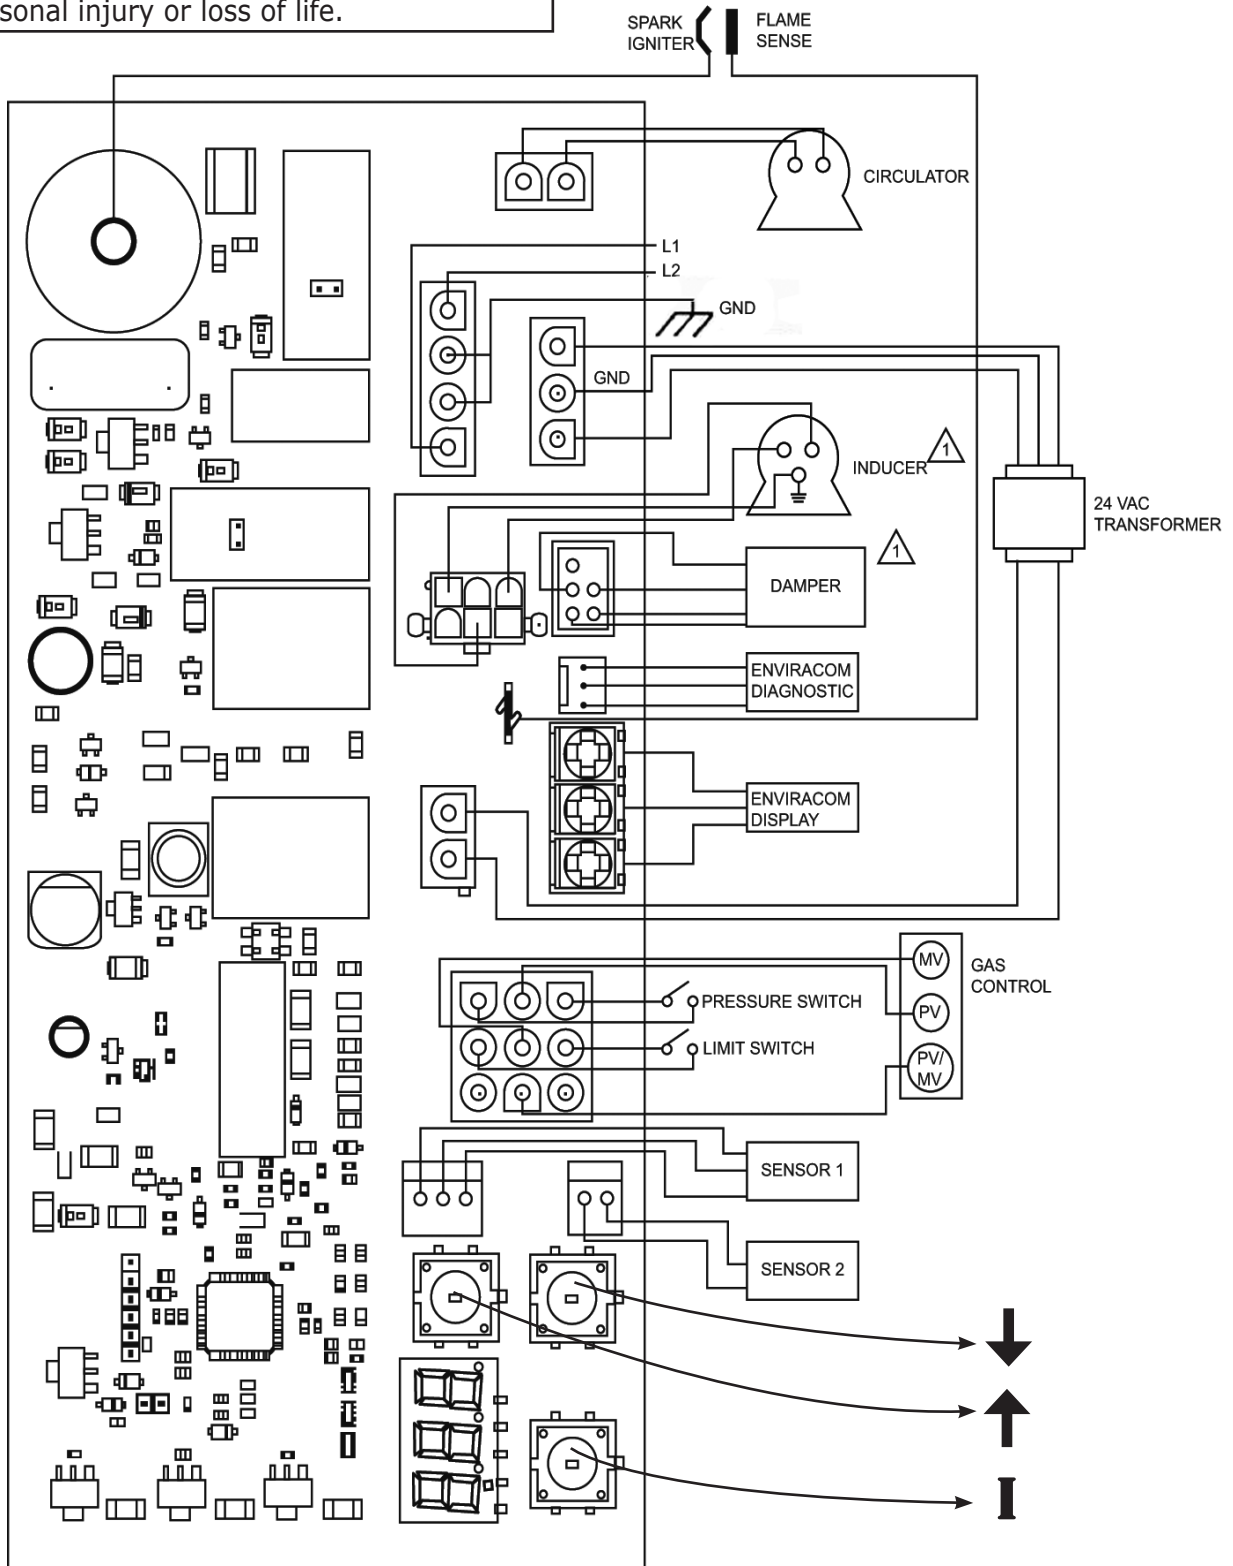 sonal injury or loss of life.
SPARK
IGNITER
FLAME
SENSE
CIRCULATOR
L1
L2
GND
GND
INDUCER
1
24 VAC
TRANSFORMER
1
DAMPER
ENVIRACOM
DIAGNOSTIC
ENVIRACOM
DISPLAY
MV
GAS
CONTROL
PRESSURE SWITCH
PV
LIMIT SWITCH
PV/
MV
SENSOR 1
SENSOR 2
I